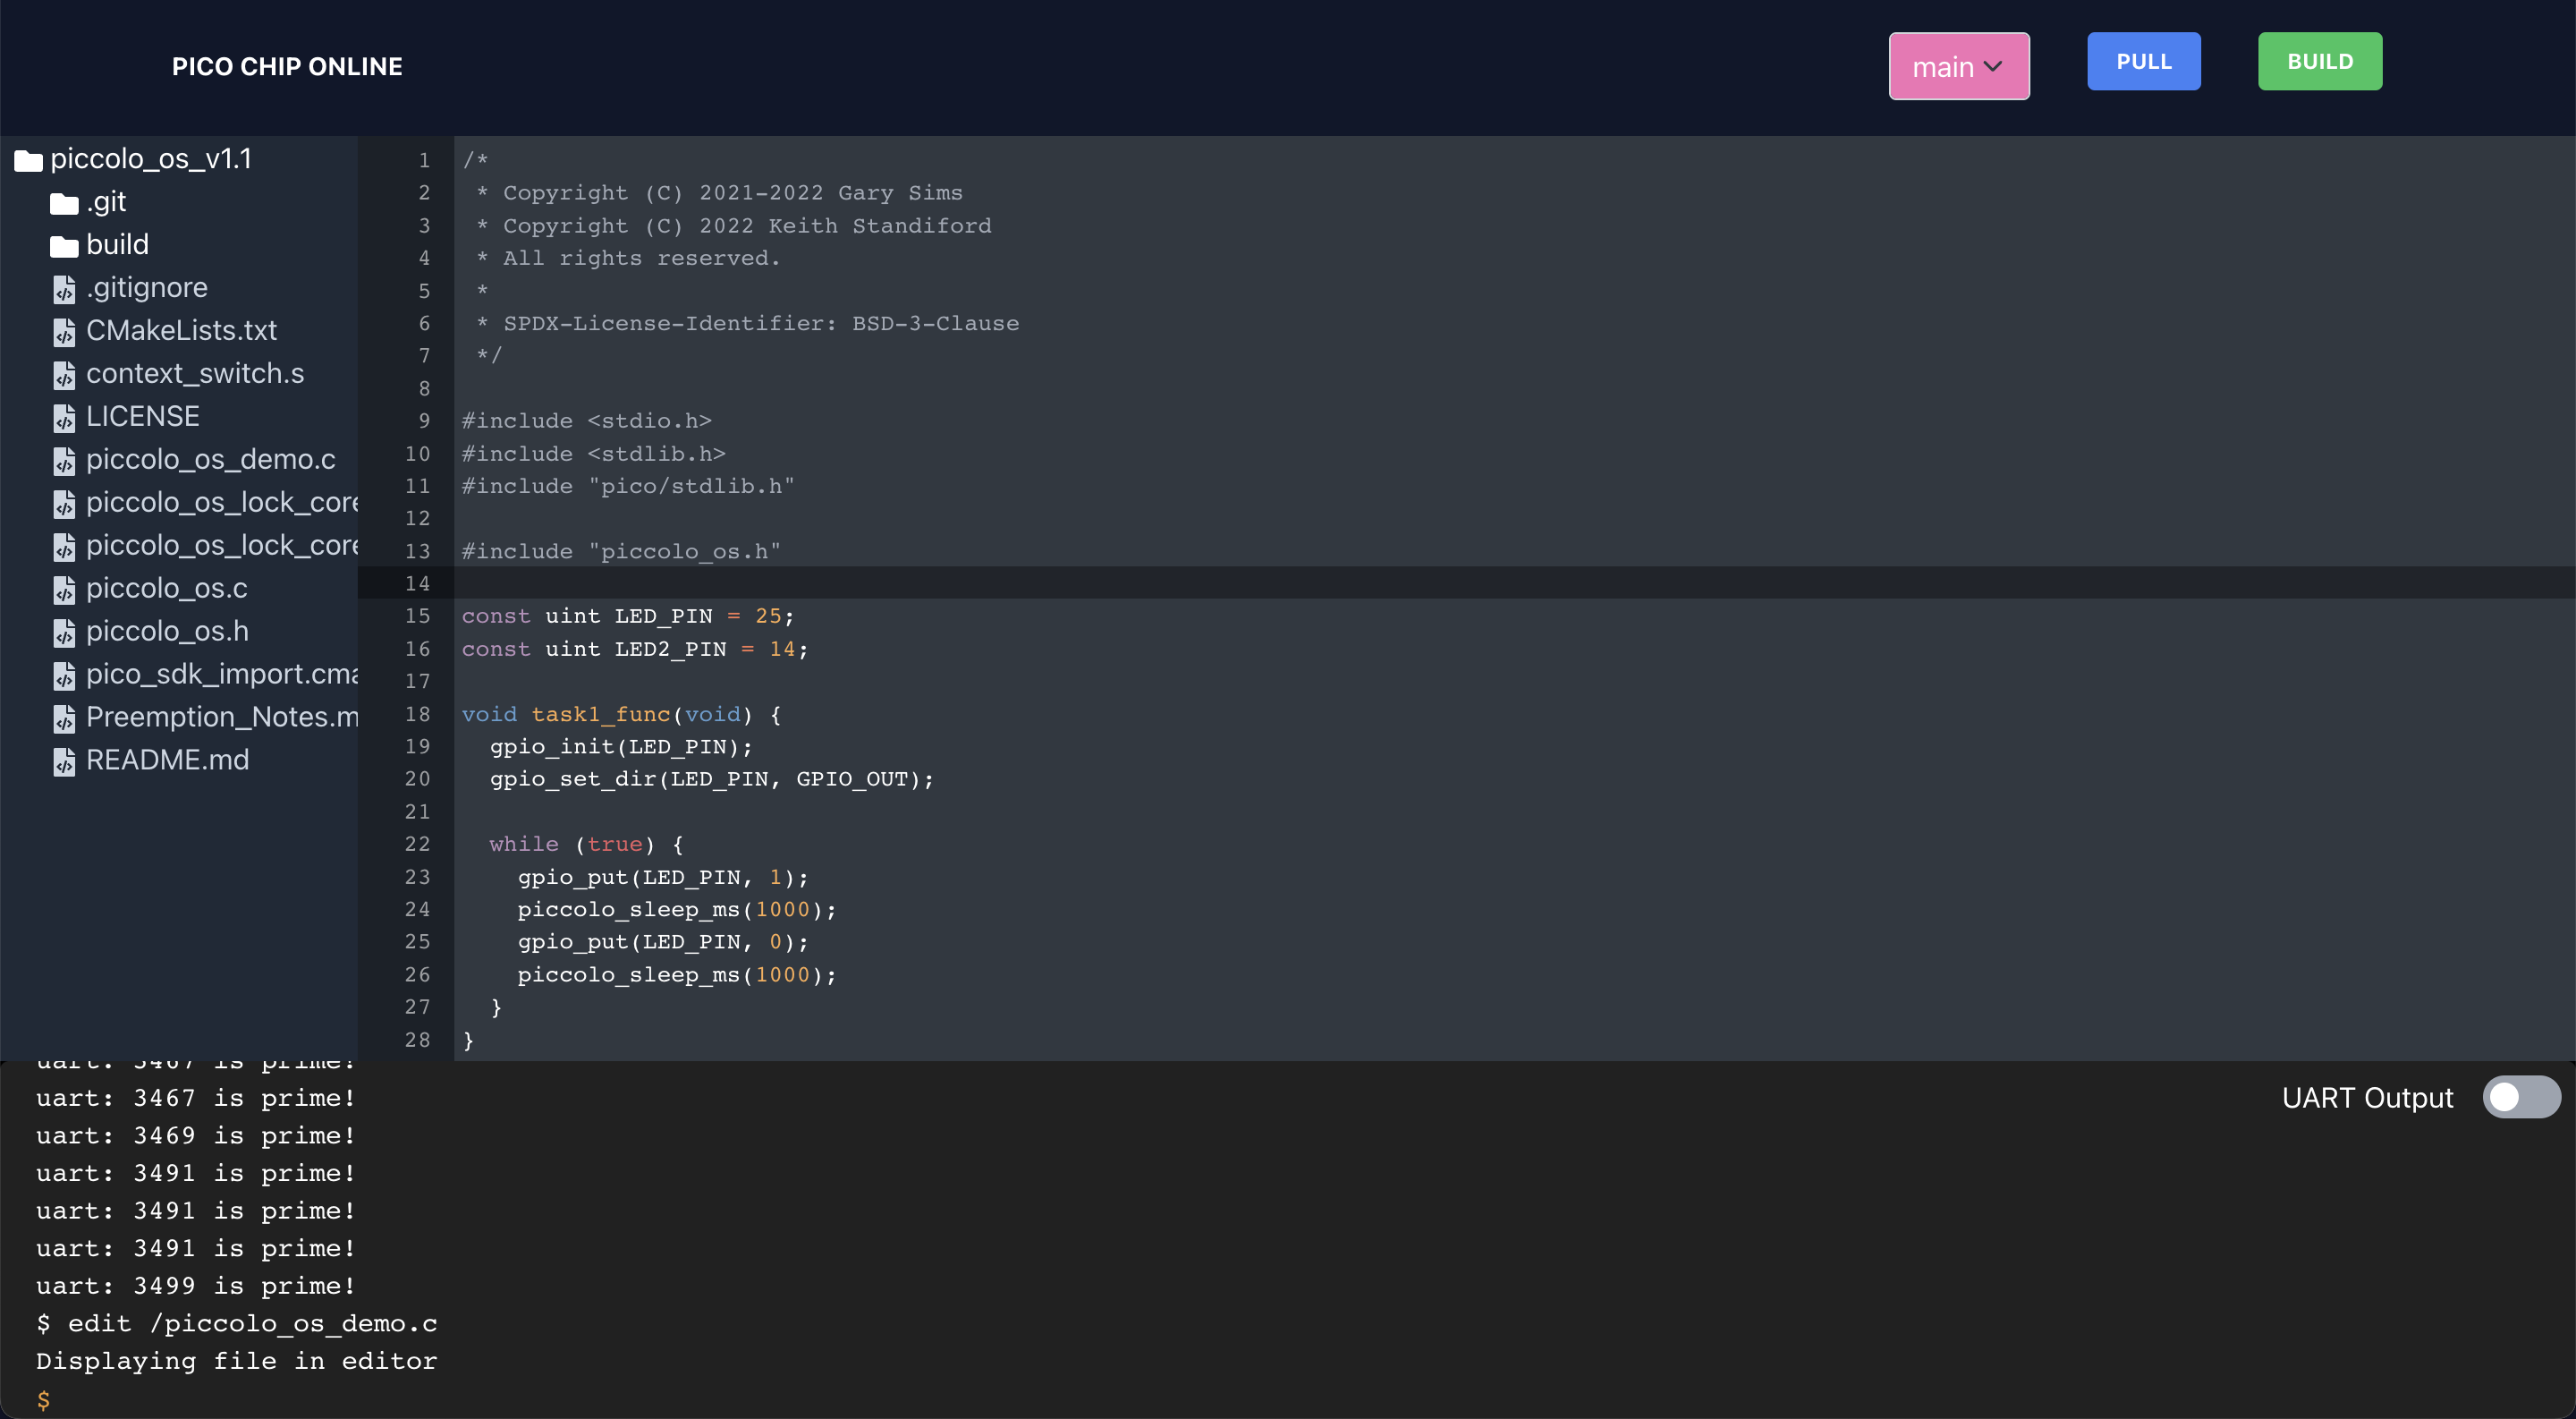 PICO CHIP ONLINE
main
PULL
BUILD
piccolo_os_v1.1
.git
build
.gitignore
CMakeLists.txt
context_switch.s
LICENSE
piccolo_os_demo.c
piccolo_os_lock_core
piccolo_os_lock_core
piccolo_os.c
piccolo_os.h
pico_sdk_import.cma
Preemption_Notes.m
README.md
1 /*
2  * Copyright (C) 2021-2022 Gary Sims
3  * Copyright (C) 2022 Keith Standiford
4  * All rights reserved.
5  *
6  * SPDX-License-Identifier: BSD-3-Clause
7  */
8
9 #include <stdio.h>
10 #include <stdlib.h>
11 #include "pico/stdlib.h"
12
13 #include "piccolo_os.h"
14
15 const uint LED_PIN = 25;
16 const uint LED2_PIN = 14;
17
18 void task1_func(void) {
19   gpio_init(LED_PIN);
20   gpio_set_dir(LED_PIN, GPIO_OUT);
21
22   while (true) {
23     gpio_put(LED_PIN, 1);
24     piccolo_sleep_ms(1000);
25     gpio_put(LED_PIN, 0);
26     piccolo_sleep_ms(1000);
27   }
28 }
uart: 3467 is prime!
uart: 3467 is prime!
uart: 3469 is prime!
uart: 3491 is prime!
uart: 3491 is prime!
uart: 3491 is prime!
uart: 3499 is prime!
$ edit /piccolo_os_demo.c
Displaying file in editor
$
UART Output